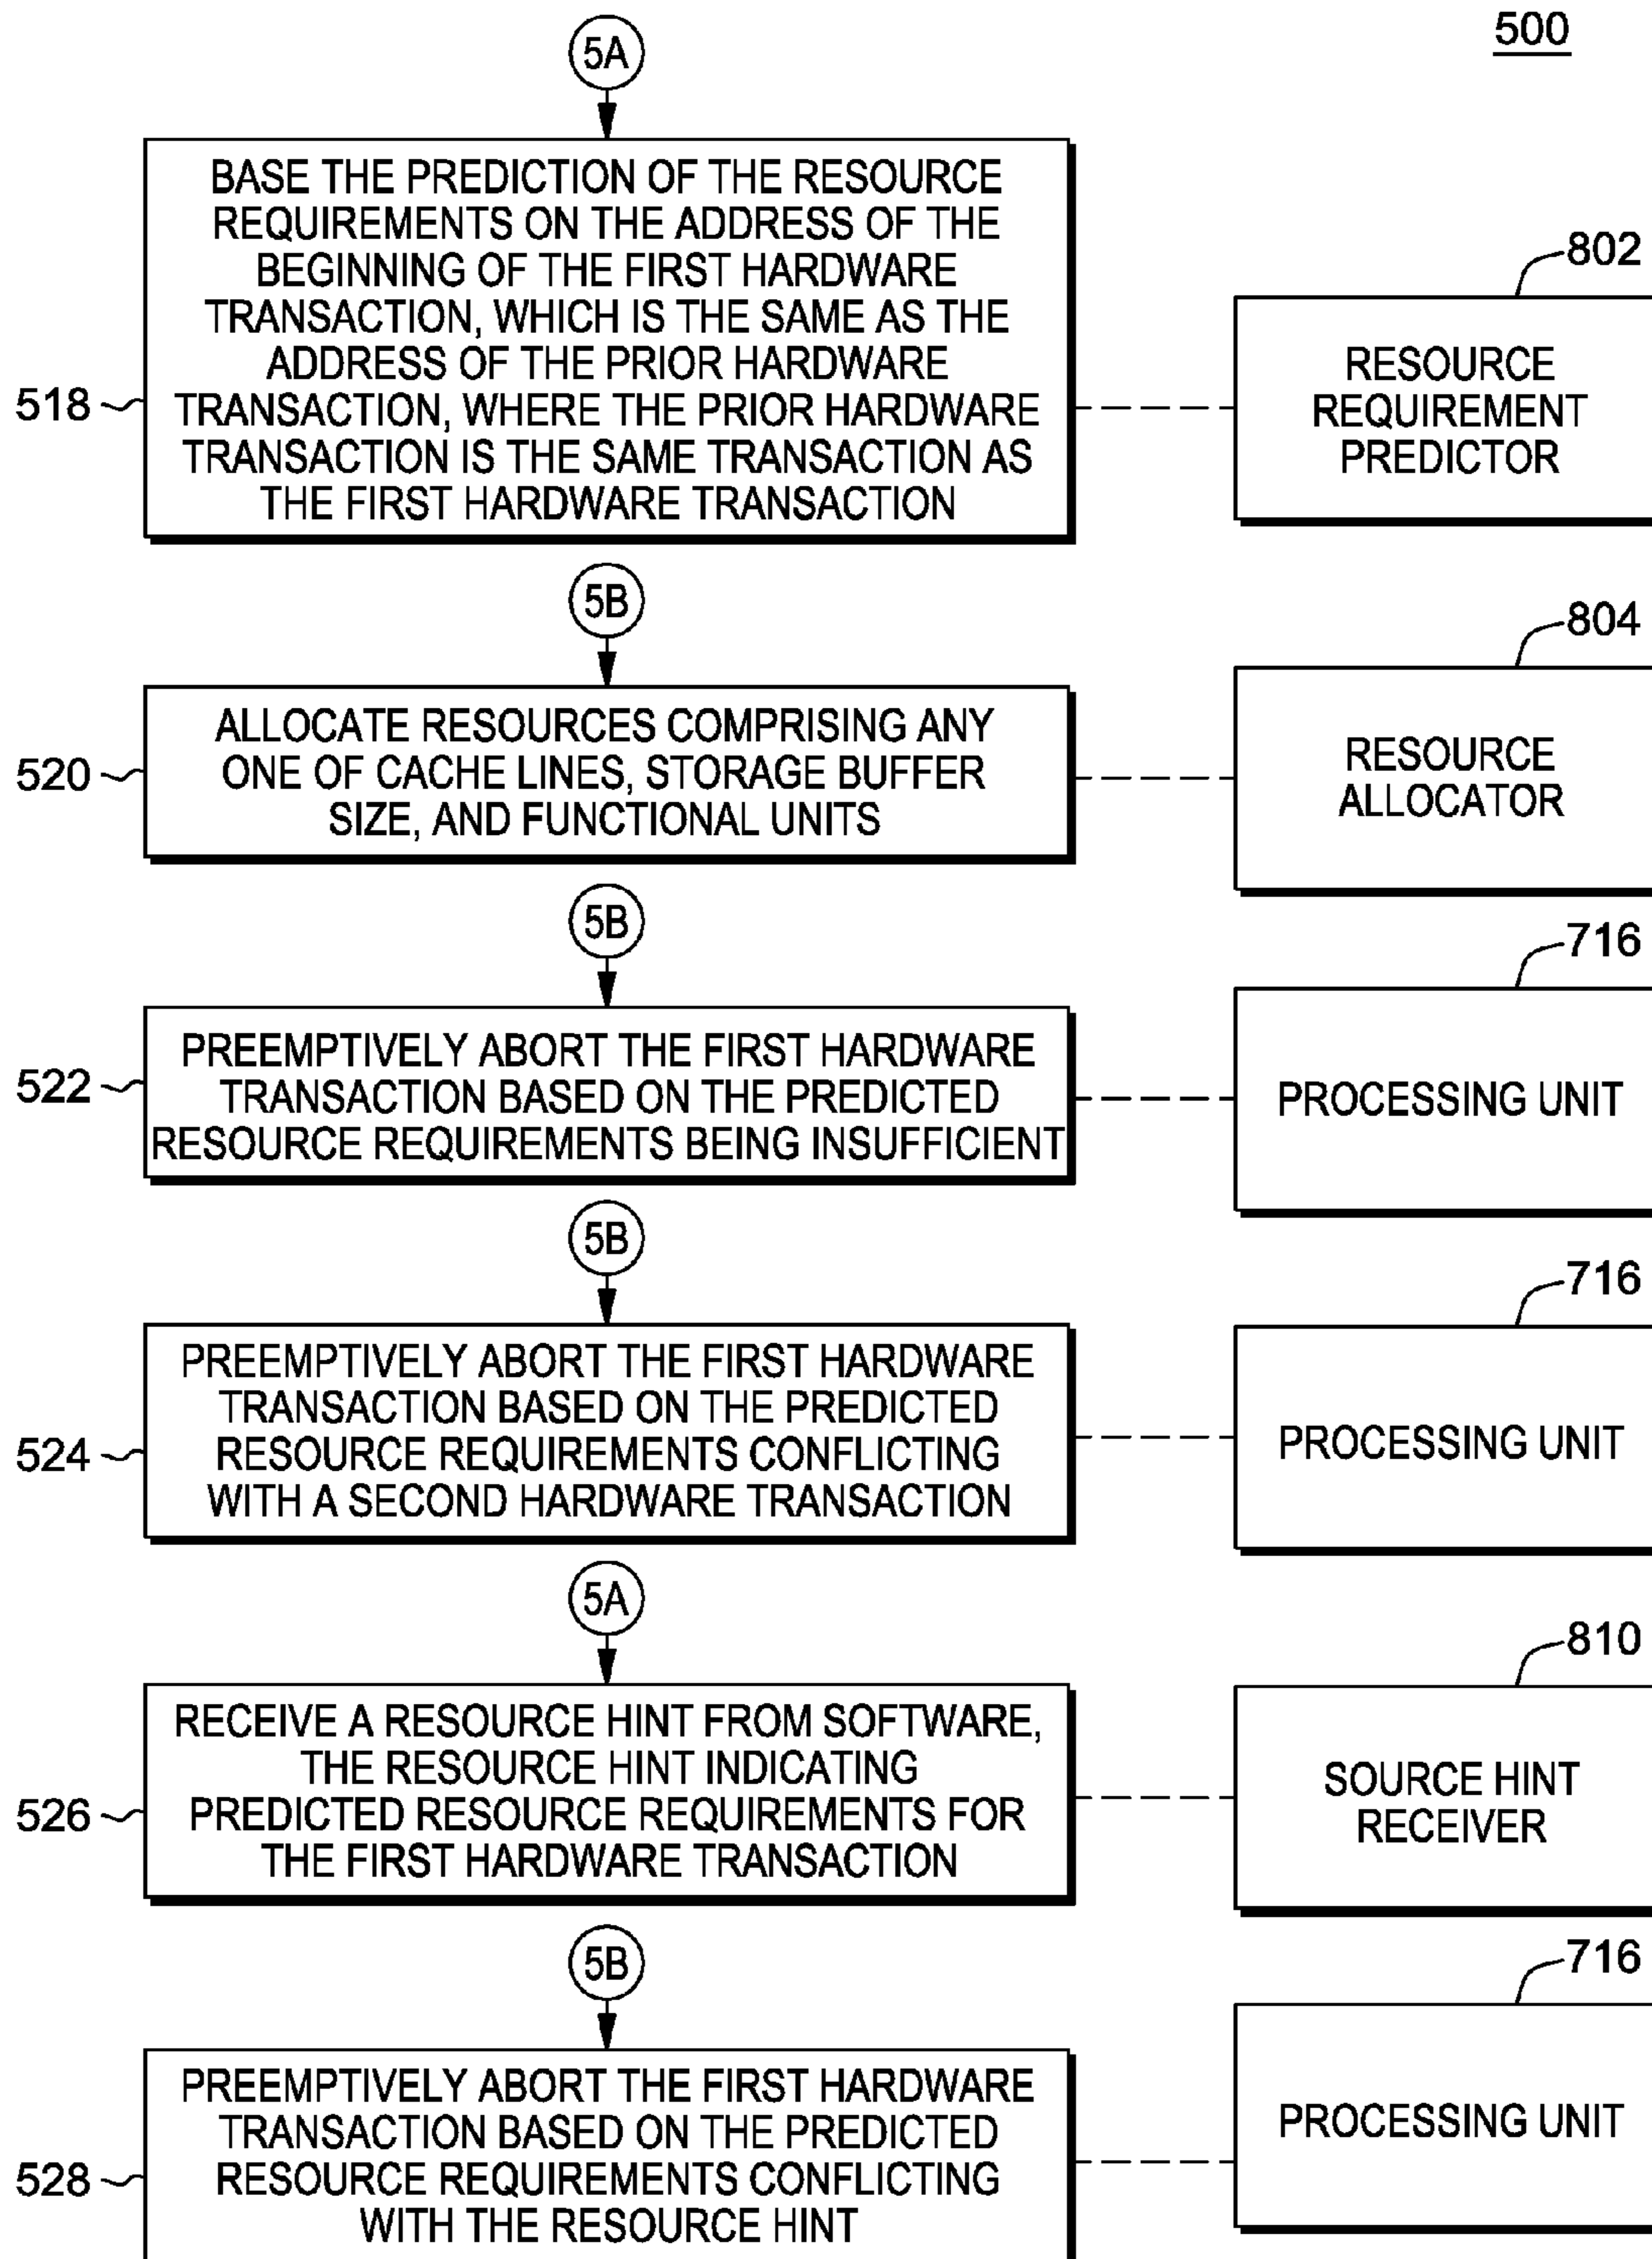 500
5A
BASE THE PREDICTION OF THE RESOURCE
REQUIREMENTS ON THE ADDRESS OF THE
BEGINNING OF THE FIRST HARDWARE
TRANSACTION, WHICH IS THE SAME AS THE
ADDRESS OF THE PRIOR HARDWARE
TRANSACTION, WHERE THE PRIOR HARDWARE
TRANSACTION IS THE SAME TRANSACTION AS
THE FIRST HARDWARE TRANSACTION
518
802
RESOURCE
REQUIREMENT
PREDICTOR
5B
ALLOCATE RESOURCES COMPRISING ANY
ONE OF CACHE LINES, STORAGE BUFFER
SIZE, AND FUNCTIONAL UNITS
520
804
RESOURCE
ALLOCATOR
5B
PREEMPTIVELY ABORT THE FIRST HARDWARE
TRANSACTION BASED ON THE PREDICTED
RESOURCE REQUIREMENTS BEING INSUFFICIENT
522
716
PROCESSING UNIT
5B
PREEMPTIVELY ABORT THE FIRST HARDWARE
TRANSACTION BASED ON THE PREDICTED
RESOURCE REQUIREMENTS CONFLICTING
WITH A SECOND HARDWARE TRANSACTION
524
716
PROCESSING UNIT
5A
RECEIVE A RESOURCE HINT FROM SOFTWARE,
THE RESOURCE HINT INDICATING
PREDICTED RESOURCE REQUIREMENTS FOR
THE FIRST HARDWARE TRANSACTION
526
810
SOURCE HINT
RECEIVER
5B
PREEMPTIVELY ABORT THE FIRST HARDWARE
TRANSACTION BASED ON THE PREDICTED
RESOURCE REQUIREMENTS CONFLICTING
WITH THE RESOURCE HINT
528
716
PROCESSING UNIT